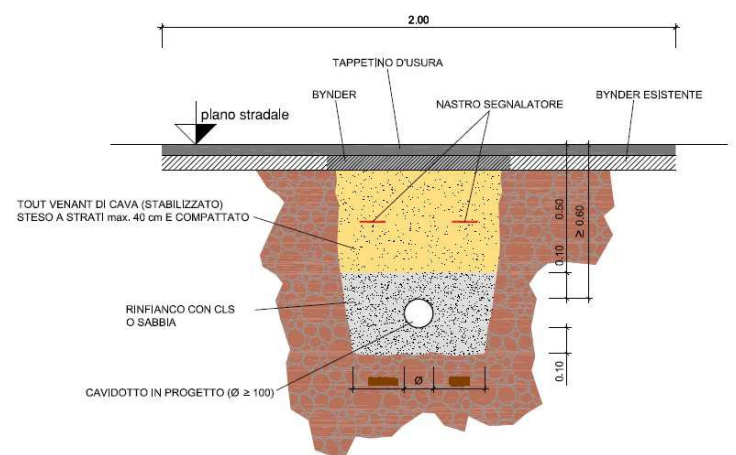 2.00
TAPPETINO D'USURA
BYNDER
NASTRO SEGNALATORE
BYNDER ESISTENTE
plano stradale
TOUT VENANT DI CAVA (STABILIZZATO)
STESO A STRATI max. 40 cm E COMPATTATO
0.50
≥ 0.60
0.10
RINFIANCO CON CLS
O SABBIA
Ø
0.10
CAVIDOTTO IN PROGETTO (Ø ≥ 100)